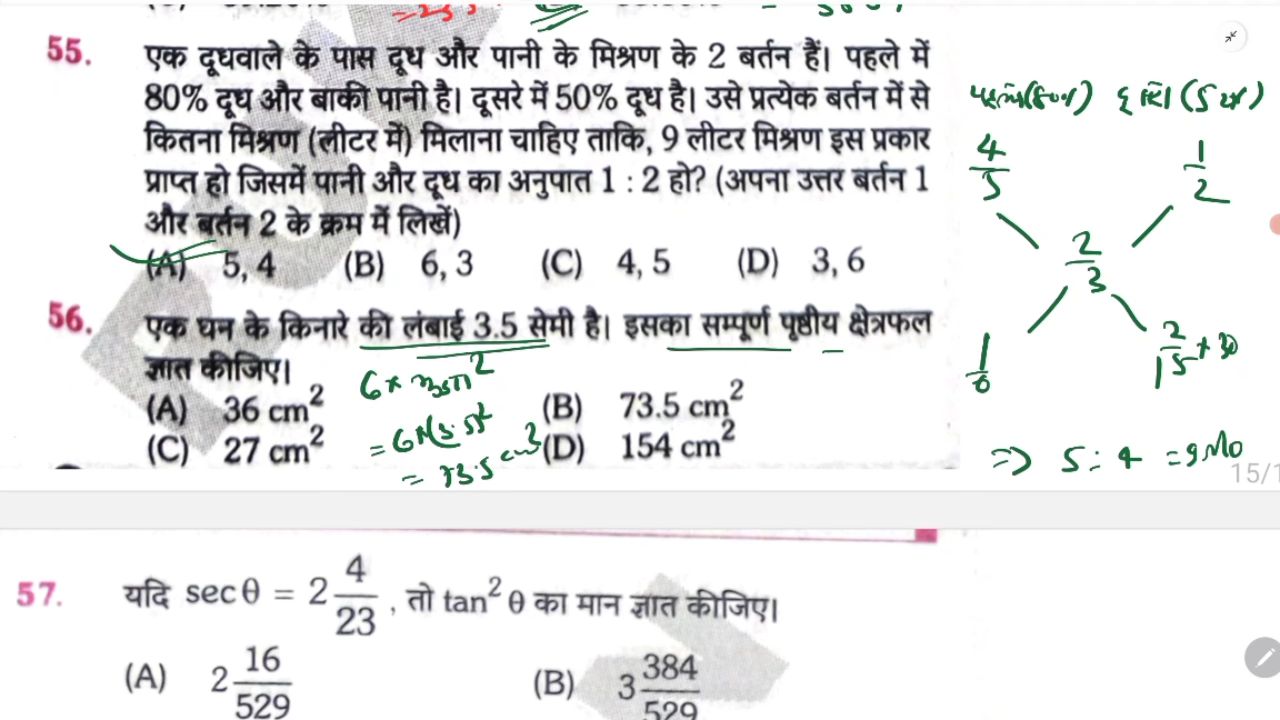 55. एक दूधवाले के पास दूध और पानी के मिश्रण के 2 बर्तन हैं। पहले में
80% दूध और बाकी पानी है। दूसरे में 50% दूध है। उसे प्रत्येक बर्तन में से
कितना मिश्रण (लीटर में) मिलाना चाहिए ताकि, 9 लीटर मिश्रण इस प्रकार
प्राप्त हो जिसमें पानी और दूध का अनुपात 1 : 2 हो? (अपना उत्तर बर्तन 1
और बर्तन 2 के क्रम में लिखें)
(A) 5, 4 (B) 6, 3 (C) 4, 5 (D) 3, 6
4/5 1/2
2/3
⇒ 5 : 4
56. एक घन के किनारे की लंबाई 3.5 सेमी है। इसका सम्पूर्ण पृष्ठीय क्षेत्रफल
ज्ञात कीजिए।
(A) 36 cm² (B) 73.5 cm²
(C) 27 cm² (D) 154 cm²
= 73.5
15/1
57. यदि secθ = 2 4/23, तो tan² θ का मान ज्ञात कीजिए।
(A) 2 16/529 (B) 3 384/529